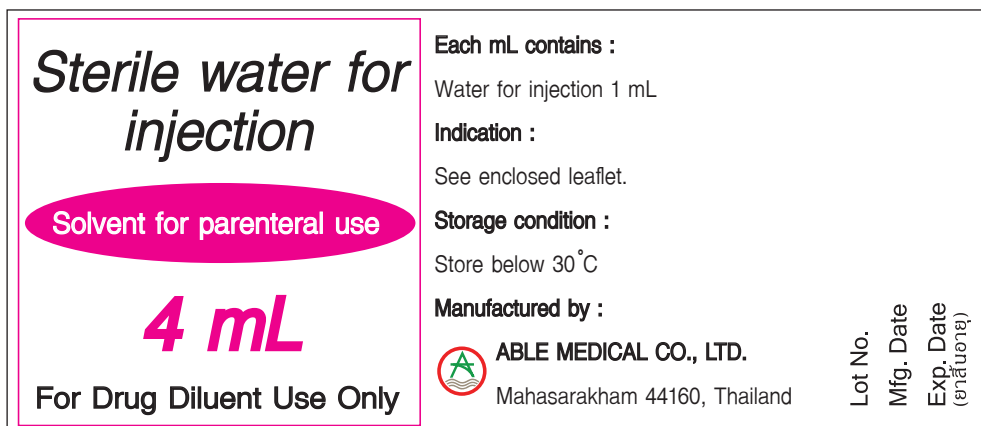 Sterile water for
injection
Solvent for parenteral use
4 mL
For Drug Diluent Use Only
Each mL contains :
Water for injection 1 mL
Indication :
See enclosed leaflet.
Storage condition :
Store below 30°C
Manufactured by :
ABLE MEDICAL CO., LTD.
Mahasarakham 44160, Thailand
Lot No.
Mfg. Date
Exp. Date
(ยาสิ้นอายุ)